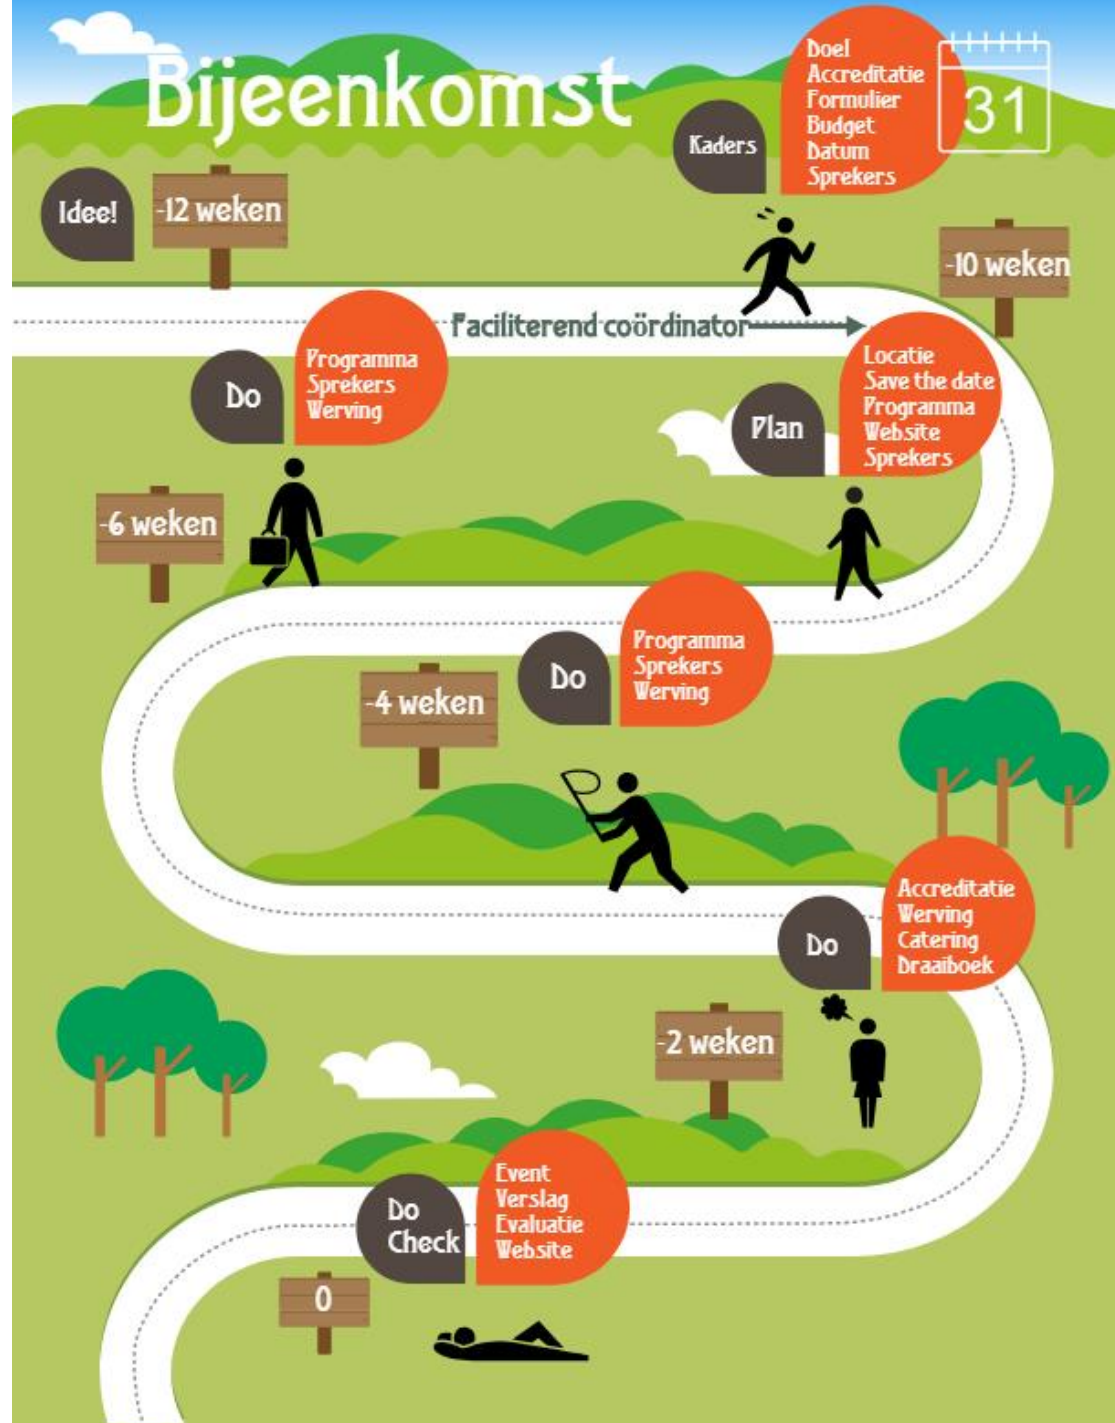 Bijeenkomst
31
Kaders
Doel
Accreditatie
Formulier
Budget
Datum
Sprekers
Idee!
-12 weken
-10 weken
Faciliterend coördinator
Plan
Locatie
Save the date
Programma
Website
Sprekers
Do
Programma
Sprekers
Werving
-6 weken
Do
Programma
Sprekers
Werving
-4 weken
Do
Accreditatie
Werving
Catering
Draaiboek
-2 weken
Do
Check
Event
Verslag
Evaluatie
Website
0